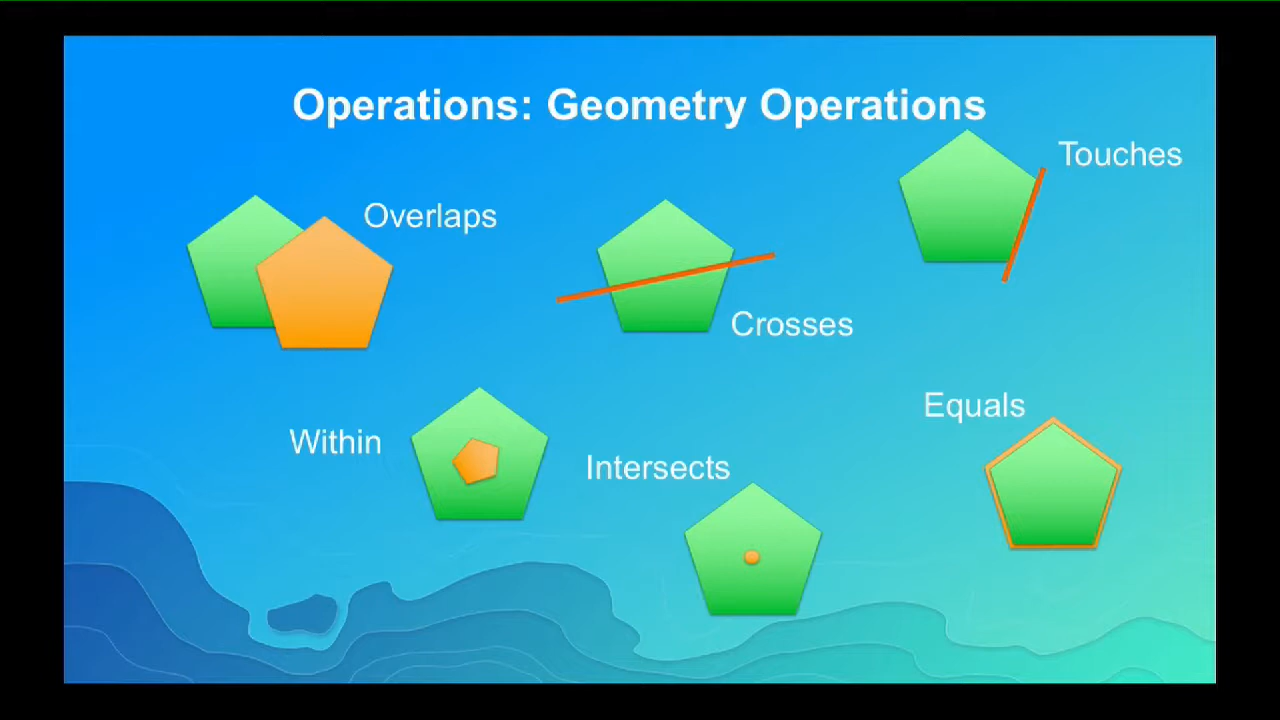 Operations: Geometry Operations
Touches
Overlaps
Crosses
Equals
Within
Intersects